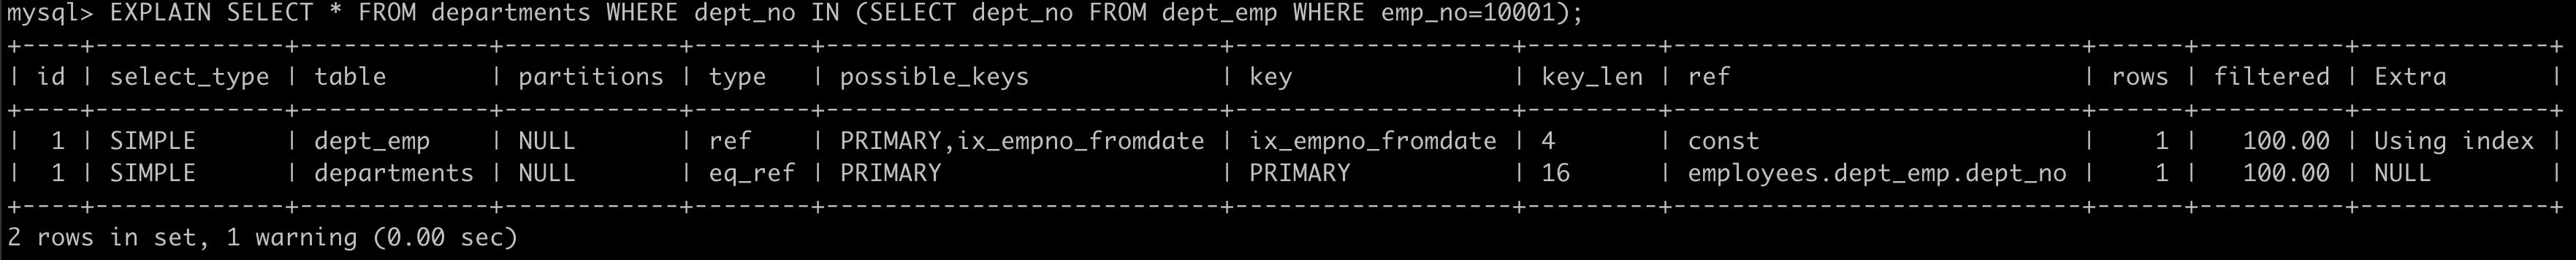 mysql> EXPLAIN SELECT * FROM departments WHERE dept_no IN (SELECT dept_no FROM dept_emp WHERE emp_no=10001);
+----+-------------+-------------+------------+--------+--------------------------+-------------------+---------+-----------------------------+------+----------+-------------+
| id | select_type | table       | partitions | type   | possible_keys            | key               | key_len | ref                         | rows | filtered | Extra       |
+----+-------------+-------------+------------+--------+--------------------------+-------------------+---------+-----------------------------+------+----------+-------------+
|  1 | SIMPLE      | dept_emp    | NULL       | ref    | PRIMARY,ix_empno_fromdate | ix_empno_fromdate | 4       | const                       |    1 |   100.00 | Using index |
|  1 | SIMPLE      | departments | NULL       | eq_ref | PRIMARY                  | PRIMARY           | 16      | employees.dept_emp.dept_no |    1 |   100.00 | NULL        |
+----+-------------+-------------+------------+--------+--------------------------+-------------------+---------+-----------------------------+------+----------+-------------+
2 rows in set, 1 warning (0.00 sec)